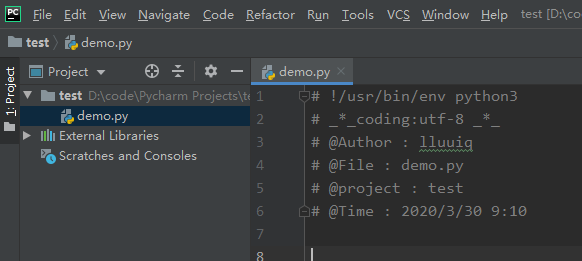 PC File Edit View Navigate Code Refactor Run Tools VCS Window Help test [D:\co
test demo.py
1: Project
Project
test D:\code\Pycharm Projects\te
demo.py
External Libraries
Scratches and Consoles
demo.py
1 # !/usr/bin/env python3
2 # _*_coding:utf-8 _*_
3 # @Author : lluuiq
4 # @File : demo.py
5 # @project : test
6 # @Time : 2020/3/30 9:10
7
8